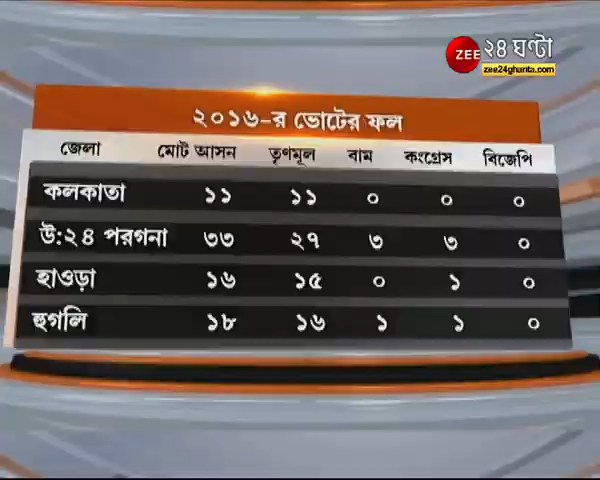 ZEE ২৪ ঘণ্টা
zee24ghanta.com
২০১৬-র ভোটের ফল
জেলা মোট আসন তৃণমূল বাম কংগ্রেস বিজেপি
কলকাতা ১১ ১১ ০ ০ ০
উ:২৪ পরগনা ৩৩ ২৭ ৩ ৩ ০
হাওড়া ১৬ ১৫ ০ ১ ০
হুগলি ১৮ ১৬ ১ ১ ০